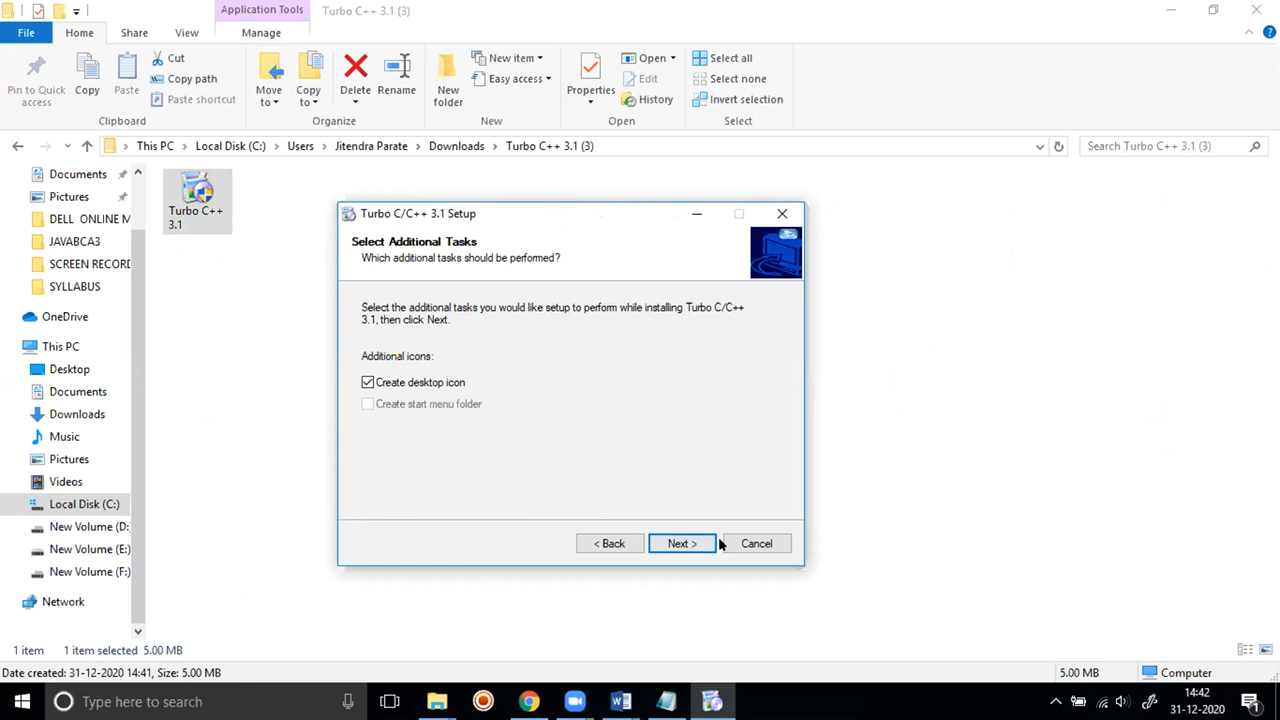 Application Tools
Turbo C++ 3.1 (3)
File
Home
Share
View
Manage
Pin to Quick access
Copy
Paste
Cut
Copy path
Paste shortcut
Clipboard
Move to
Copy to
Delete
Rename
Organize
New folder
New item
Easy access
New
Properties
Open
Edit
History
Open
Select all
Select none
Invert selection
Select
This PC > Local Disk (C:) > Users > Jitendra Parate > Downloads > Turbo C++ 3.1 (3)
Search Turbo C++ 3.1 (3)
Documents
Pictures
DELL ONLINE M
JAVABCA3
SCREEN RECORD
SYLLABUS
OneDrive
This PC
Desktop
Documents
Downloads
Music
Pictures
Videos
Local Disk (C:)
New Volume (D:)
New Volume (E:)
New Volume (F:)
Network
Turbo C++
3.1
Turbo C/C++ 3.1 Setup
Select Additional Tasks
Which additional tasks should be performed?
Select the additional tasks you would like setup to perform while installing Turbo C/C++
3.1, then click Next.
Additional icons:
Create desktop icon
Create start menu folder
< Back
Next >
Cancel
1 item
1 item selected 5.00 MB
Date created: 31-12-2020 14:41, Size: 5.00 MB
5.00 MB
Computer
Type here to search
14:42
31-12-2020
1